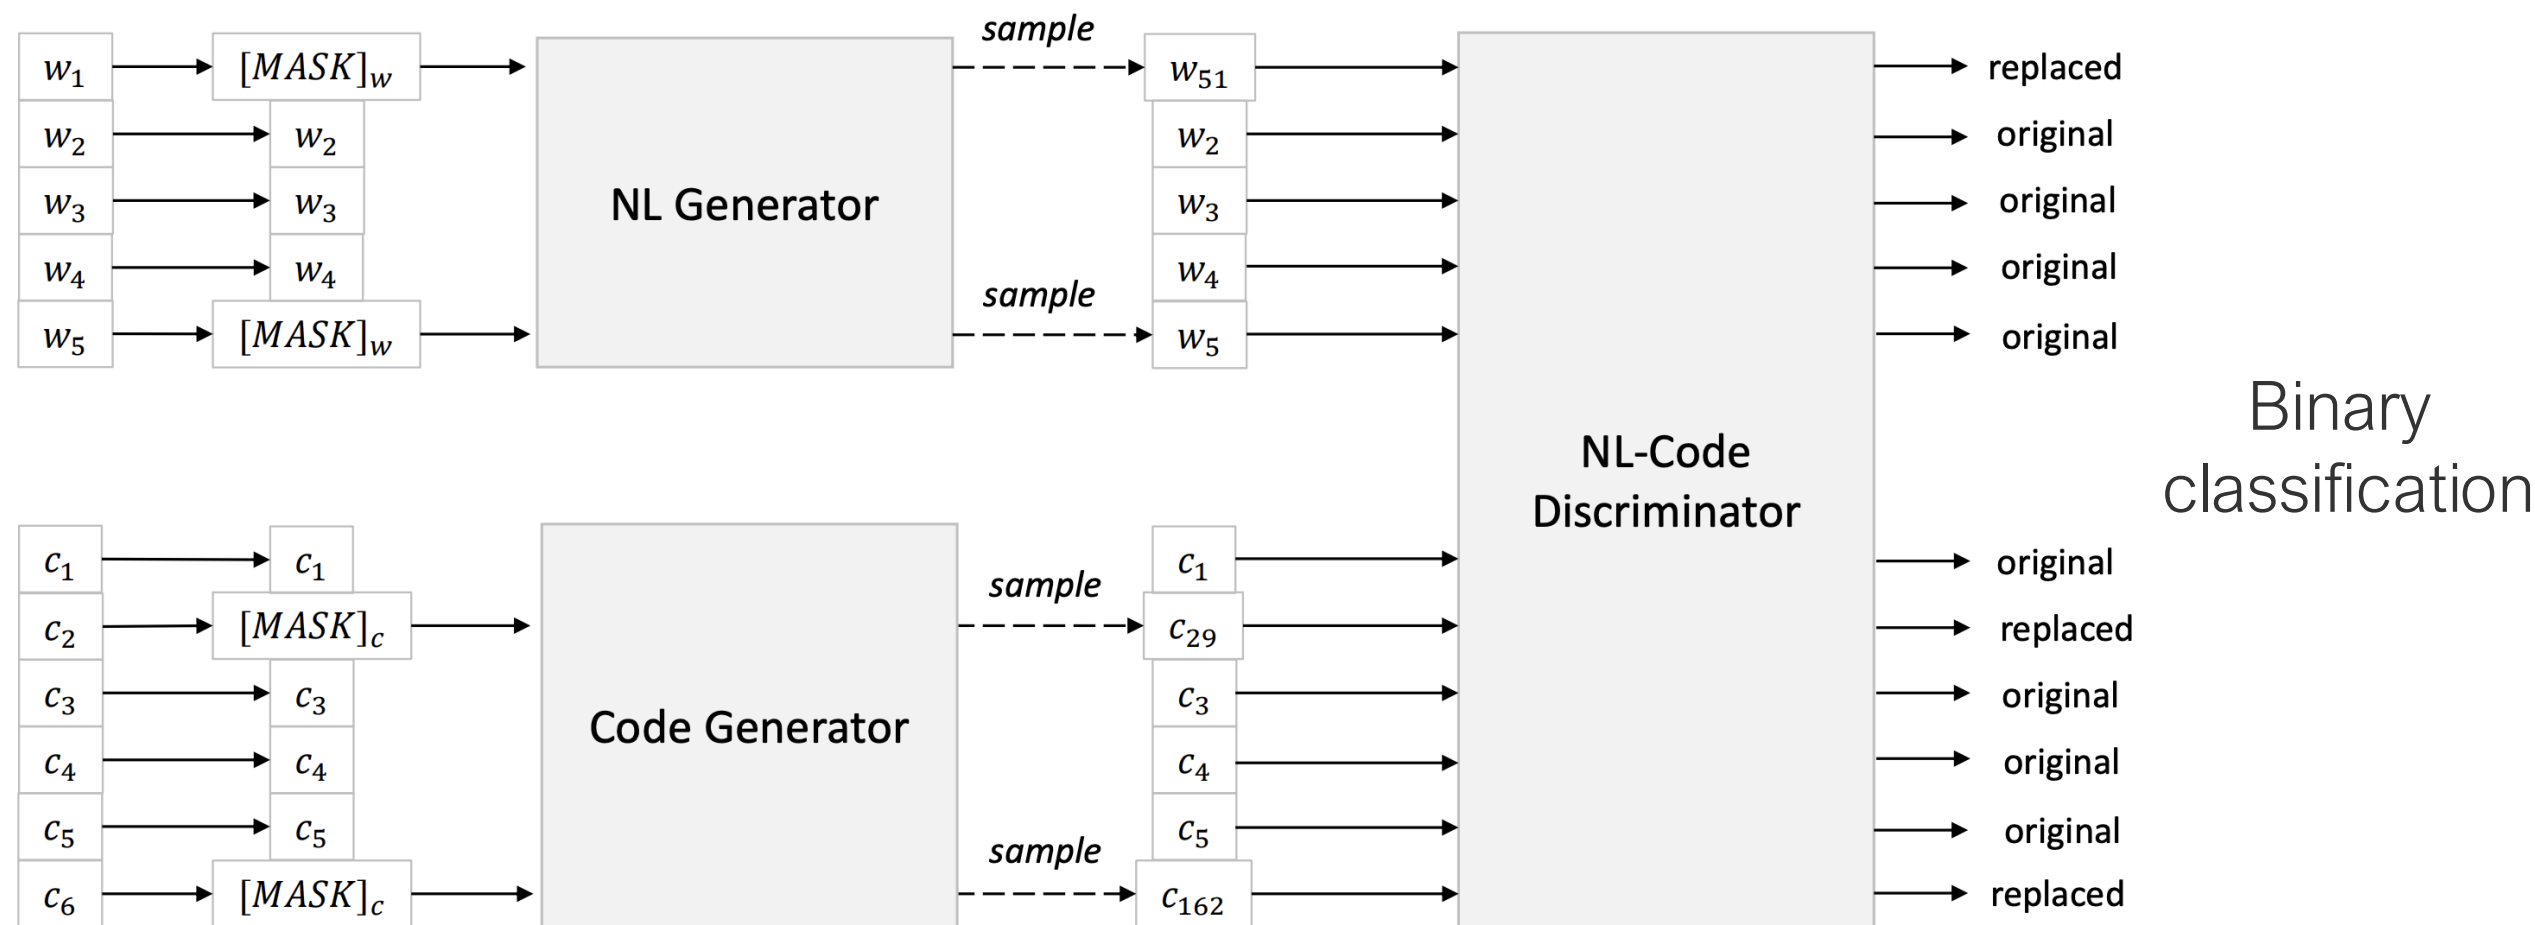 sample
w₁ [MASK]w w₅₁ replaced
w₂ w₂ w₂ original
w₃ w₃ NL Generator w₃ original
w₄ w₄ w₄ original
sample
w₅ [MASK]w w₅ original
Binary
classification
NL-Code
Discriminator
c₁ c₁ c₁ original
sample
c₂ [MASK]c c₂₉ replaced
c₃ c₃ c₃ original
Code Generator
c₄ c₄ c₄ original
c₅ c₅ c₅ original
sample
c₆ [MASK]c c₁₆₂ replaced